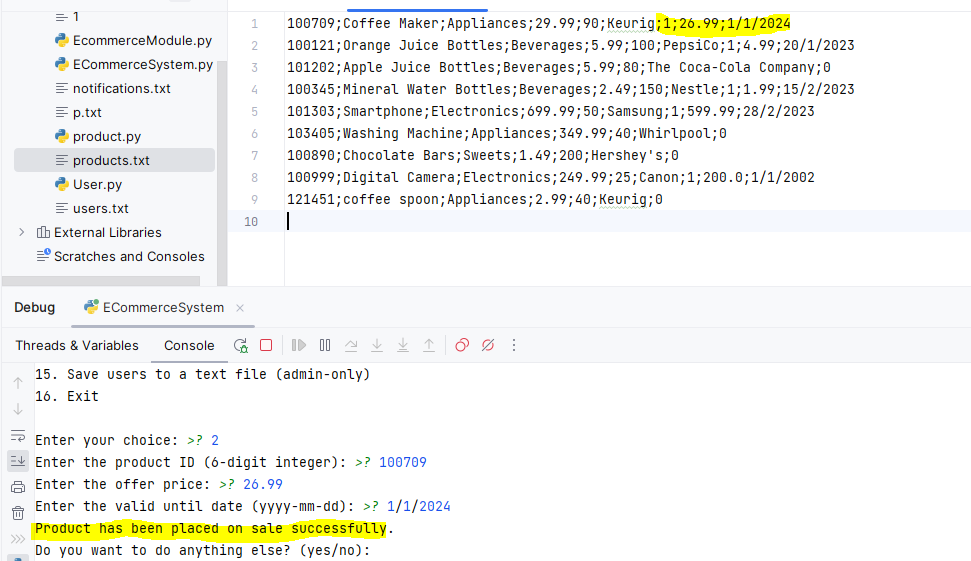 1
EcommerceModule.py
ECommerceSystem.py
notifications.txt
p.txt
product.py
products.txt
User.py
users.txt
External Libraries
Scratches and Consoles
1 100709;Coffee Maker;Appliances;29.99;90;Keurig;1;26.99;1/1/2024
2 100121;Orange Juice Bottles;Beverages;5.99;100;PepsiCo;1;4.99;20/1/2023
3 101202;Apple Juice Bottles;Beverages;5.99;80;The Coca-Cola Company;0
4 100345;Mineral Water Bottles;Beverages;2.49;150;Nestle;1;1.99;15/2/2023
5 101303;Smartphone;Electronics;699.99;50;Samsung;1;599.99;28/2/2023
6 103405;Washing Machine;Appliances;349.99;40;Whirlpool;0
7 100890;Chocolate Bars;Sweets;1.49;200;Hershey's;0
8 100999;Digital Camera;Electronics;249.99;25;Canon;1;200.0;1/1/2002
9 121451;coffee spoon;Appliances;2.99;40;Keurig;0
10
Debug ECommerceSystem
Threads & Variables Console
15. Save users to a text file (admin-only)
16. Exit
Enter your choice: >? 2
Enter the product ID (6-digit integer): >? 100709
Enter the offer price: >? 26.99
Enter the valid until date (yyyy-mm-dd): >? 1/1/2024
Product has been placed on sale successfully.
Do you want to do anything else? (yes/no):